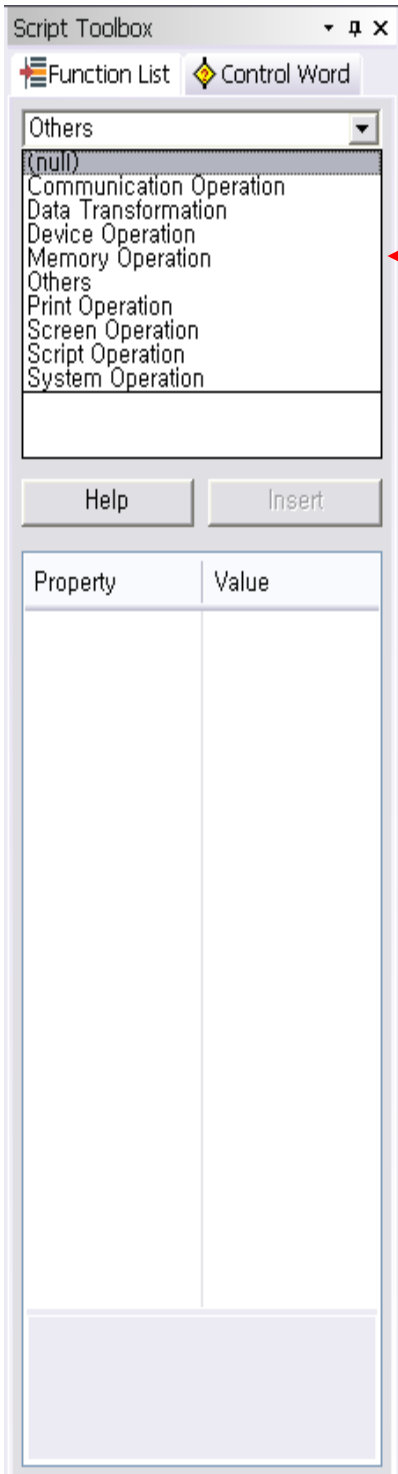 Script Toolbox
Function List Control Word
Others
(null)
Communication Operation
Data Transformation
Device Operation
Memory Operation
Others
Print Operation
Screen Operation
Script Operation
System Operation
Help Insert
Property Value